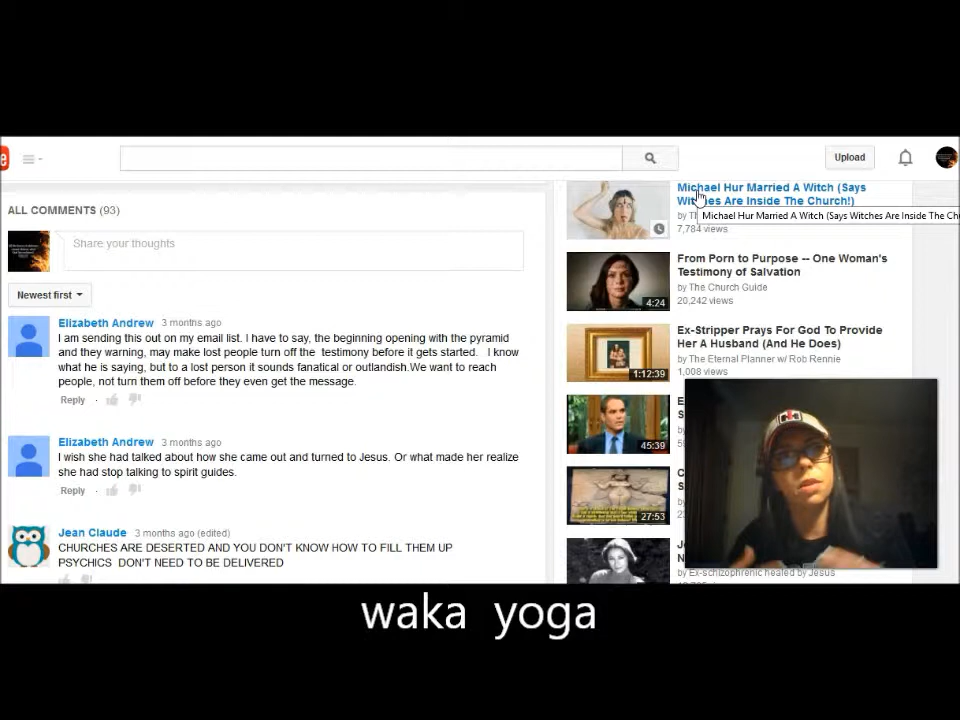 e
Upload
ALL COMMENTS (93)
Share your thoughts
Newest first
Elizabeth Andrew 3 months ago
I am sending this out on my email list. I have to say, the beginning opening with the pyramid
and they warning, may make lost people turn off the testimony before it gets started. I know
what he is saying, but to a lost person it sounds fanatical or outlandish.We want to reach
people, not turn them off before they even get the message.
Reply
Elizabeth Andrew 3 months ago
I wish she had talked about how she came out and turned to Jesus. Or what made her realize
she had stop talking to spirit guides.
Reply
Jean Claude 3 months ago (edited)
CHURCHES ARE DESERTED AND YOU DON'T KNOW HOW TO FILL THEM UP
PSYCHICS DON'T NEED TO BE DELIVERED
Michael Hur Married A Witch (Says
Witches Are Inside The Church!)
by Th
Michael Hur Married A Witch (Says Witches Are Inside The Ch
7,784 views
4:24
From Porn to Purpose -- One Woman's
Testimony of Salvation
by The Church Guide
20,242 views
1:12:39
Ex-Stripper Prays For God To Provide
Her A Husband (And He Does)
by The Eternal Planner w/ Rob Rennie
1,008 views
45:39
27:53
by Ex-schizophrenic healed by Jesus
waka yoga